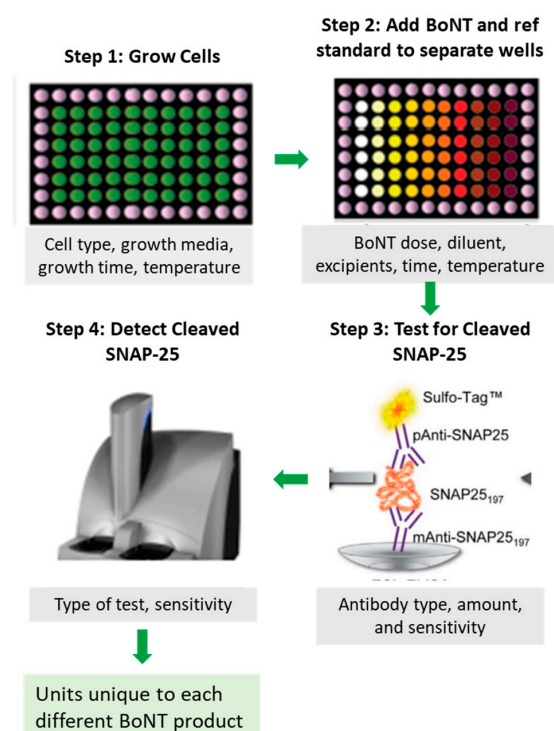 Step 1: Grow Cells
Cell type, growth media,
growth time, temperature
Step 2: Add BoNT and ref
standard to separate wells
BoNT dose, diluent,
excipients, time, temperature
Step 3: Test for Cleaved
SNAP-25
Sulfo-Tag™
pAnti-SNAP25
SNAP25₁₉₇
mAnti-SNAP25₁₉₇
Antibody type, amount,
and sensitivity
Step 4: Detect Cleaved
SNAP-25
Type of test, sensitivity
Units unique to each
different BoNT product